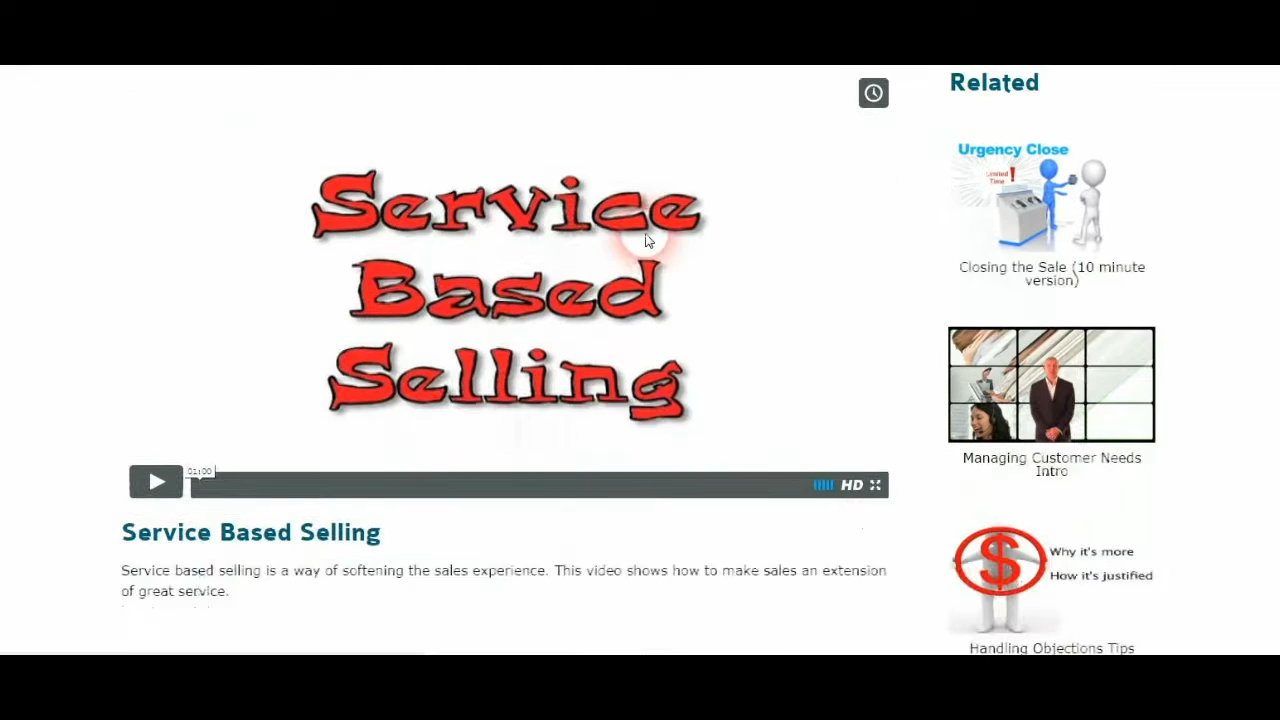 Service
Based
Selling
01:00
HD
Service Based Selling
Service based selling is a way of softening the sales experience. This video shows how to make sales an extension
of great service.
Related
Urgency Close
Limited
Time !
Closing the Sale (10 minute
version)
Managing Customer Needs
Intro
$
Why it's more
How it's justified
Handling Objections Tips